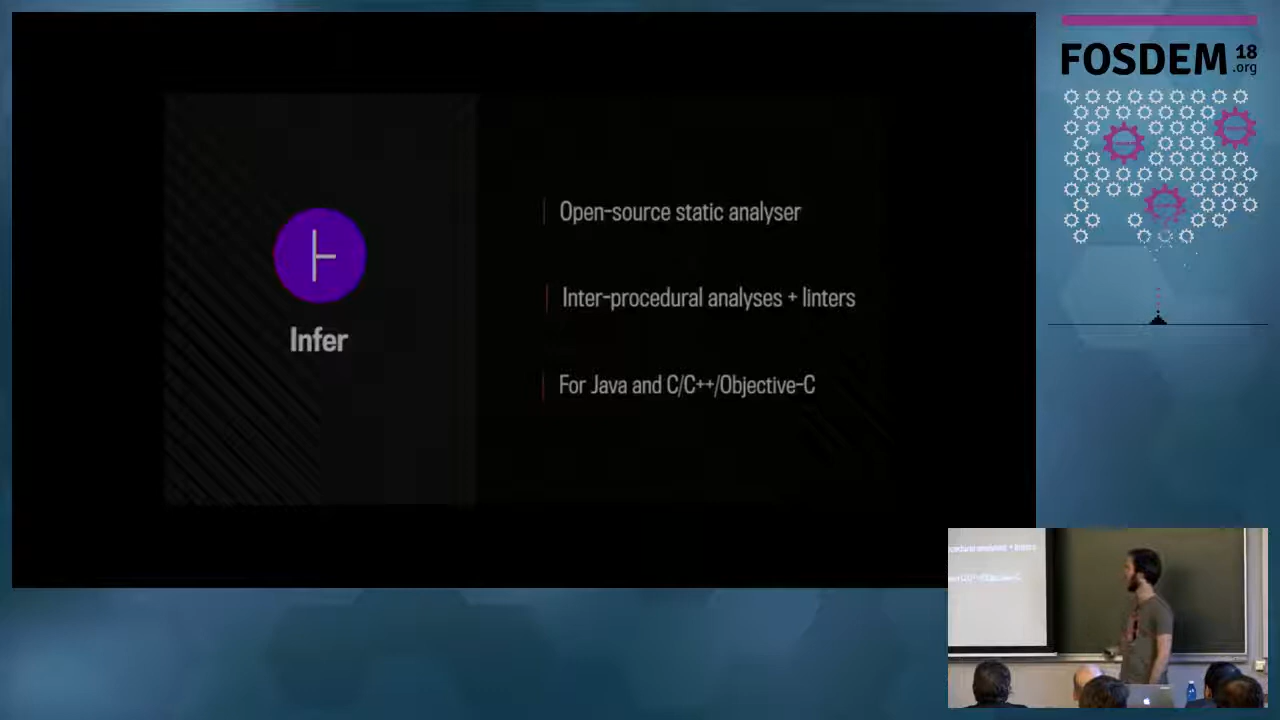 FOSDEM 18
.org
Infer
Open-source static analyser
Inter-procedural analyses + linters
For Java and C/C++/Objective-C